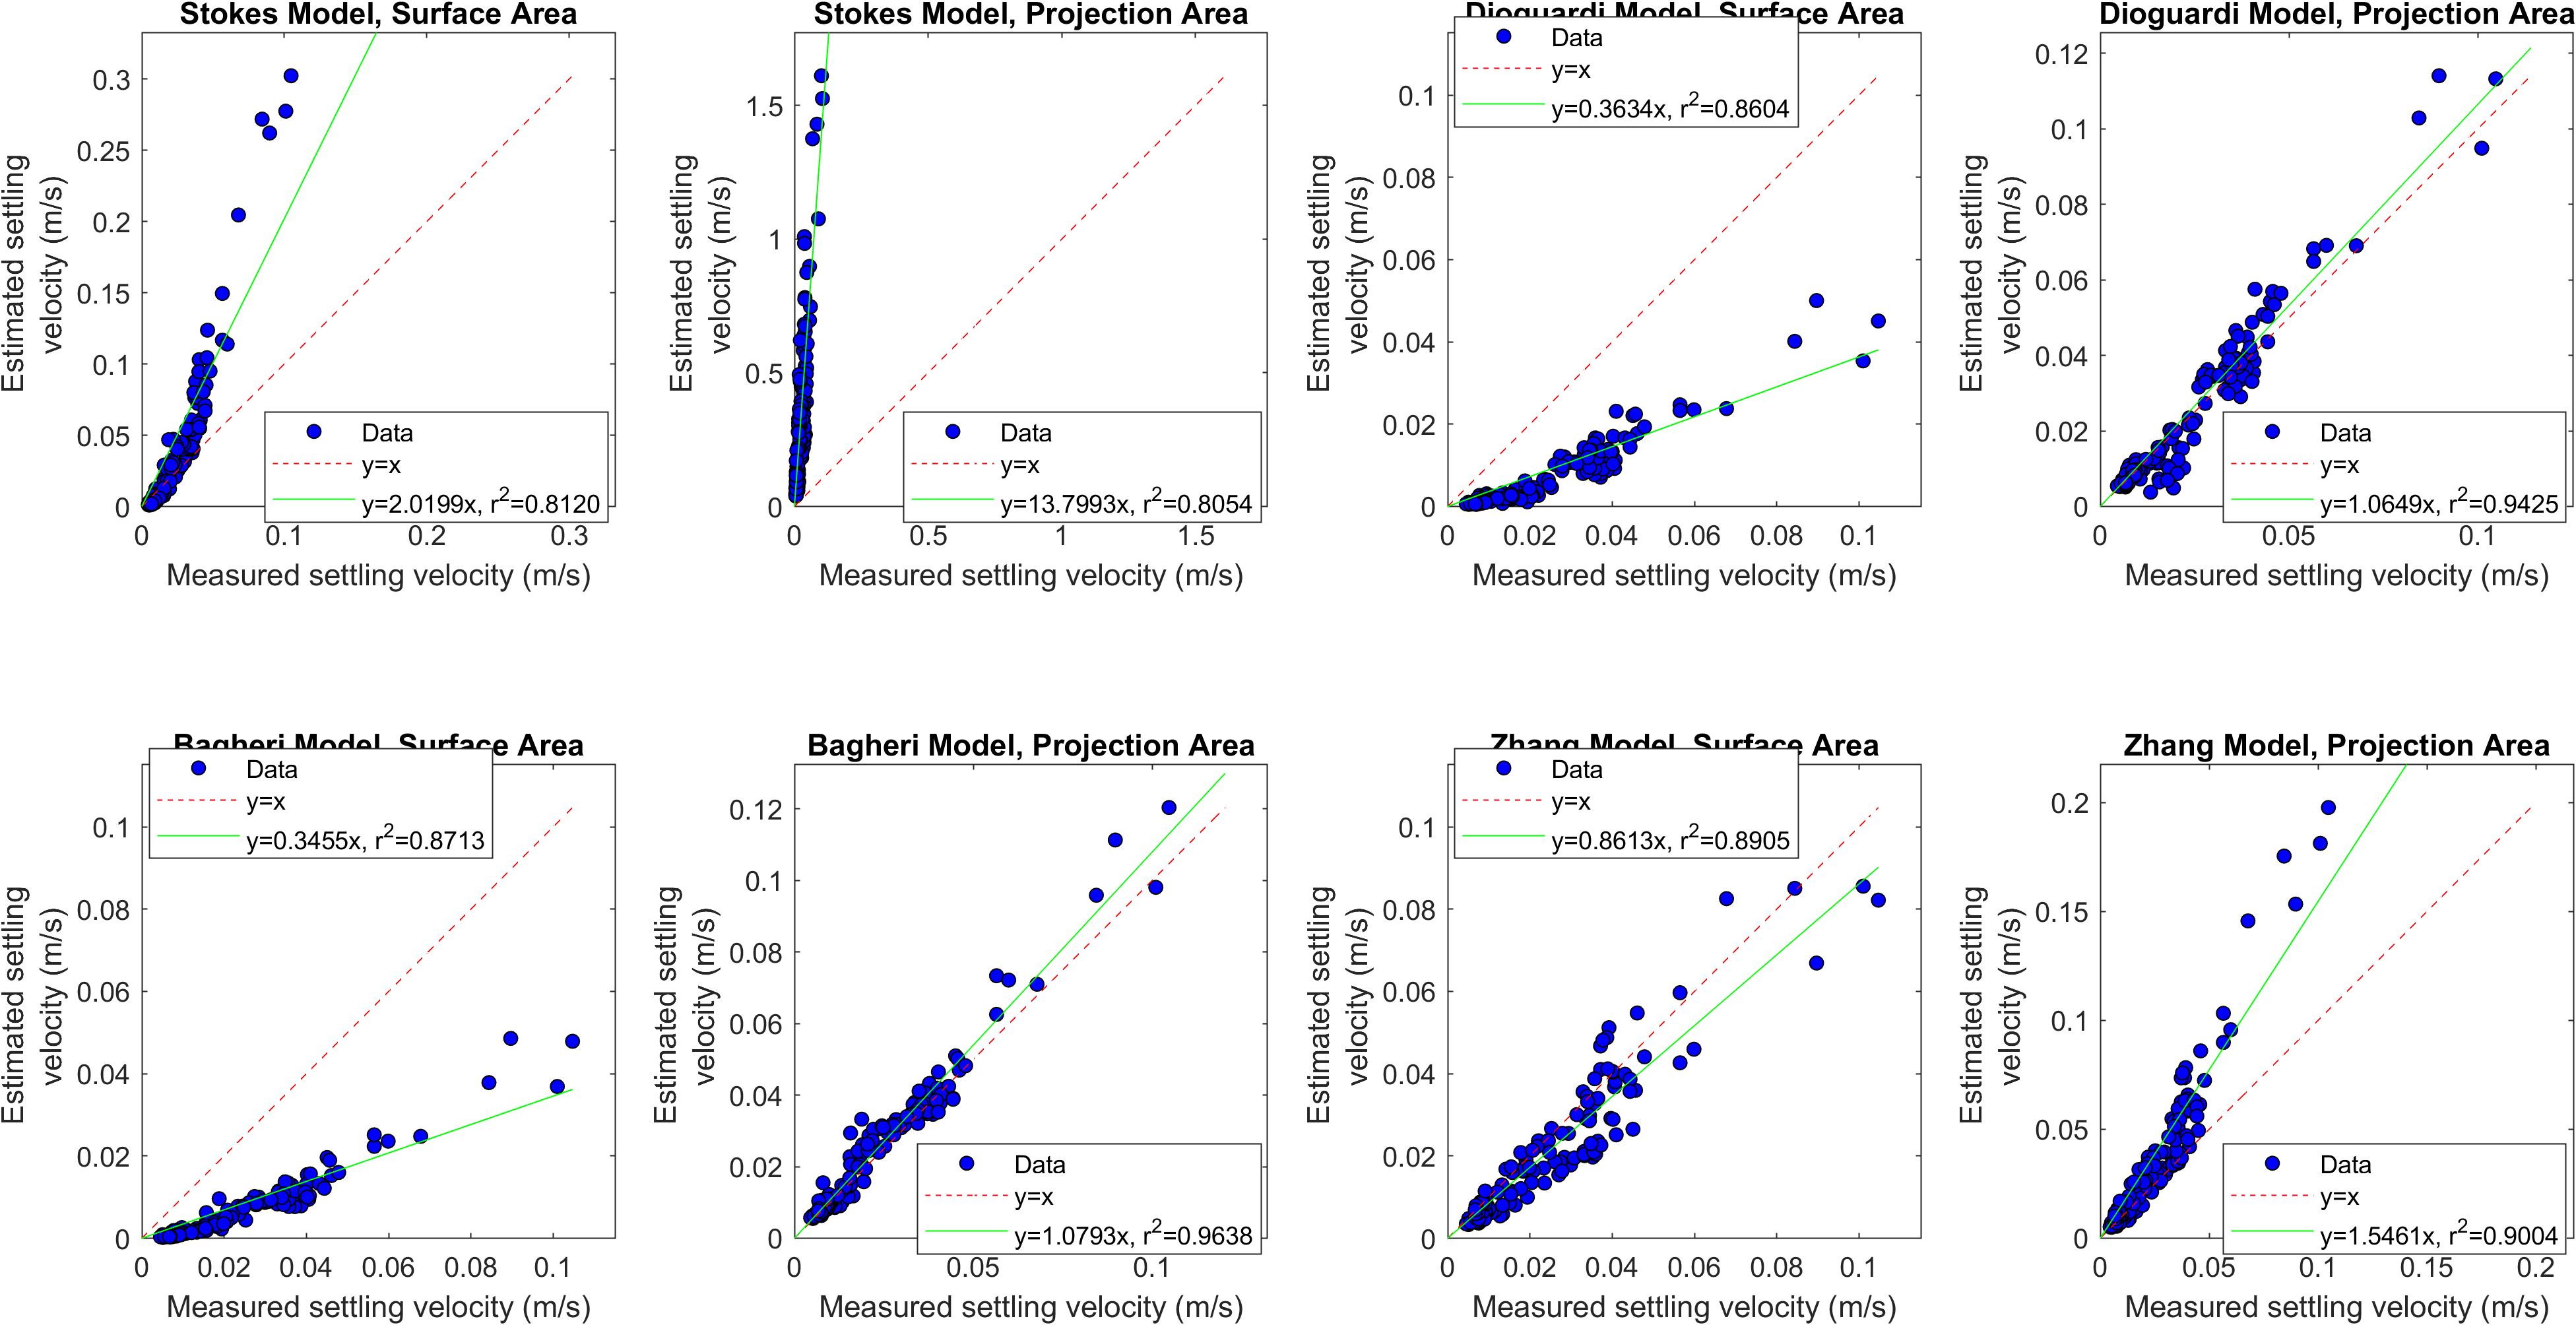 Stokes Model, Surface Area
0.3
0.25
0.2
0.15
0.1
0.05
0
Estimated settling
velocity (m/s)
Data
y=x
y=2.0199x, r²=0.8120
0 0.1 0.2 0.3
Measured settling velocity (m/s)
Stokes Model, Projection Area
1.5
1
0.5
0
Estimated settling
velocity (m/s)
Data
y=x
y=13.7993x, r²=0.8054
0 0.5 1 1.5
Measured settling velocity (m/s)
Dioguardi Model, Surface Area
Data
y=x
y=0.3634x, r²=0.8604
0.1
0.08
0.06
0.04
0.02
0
Estimated settling
velocity (m/s)
0 0.02 0.04 0.06 0.08 0.1
Measured settling velocity (m/s)
Dioguardi Model, Projection Area
0.12
0.1
0.08
0.06
0.04
0.02
0
Estimated settling
velocity (m/s)
Data
y=x
y=1.0649x, r²=0.9425
0 0.05 0.1
Measured settling velocity (m/s)
Bagheri Model, Surface Area
Data
y=x
y=0.3455x, r²=0.8713
0.1
0.08
0.06
0.04
0.02
0
Estimated settling
velocity (m/s)
0 0.02 0.04 0.06 0.08 0.1
Measured settling velocity (m/s)
Bagheri Model, Projection Area
0.12
0.1
0.08
0.06
0.04
0.02
0
Estimated settling
velocity (m/s)
Data
y=x
y=1.0793x, r²=0.9638
0 0.05 0.1
Measured settling velocity (m/s)
Zhang Model, Surface Area
Data
y=x
y=0.8613x, r²=0.8905
0.1
0.08
0.06
0.04
0.02
0
Estimated settling
velocity (m/s)
0 0.02 0.04 0.06 0.08 0.1
Measured settling velocity (m/s)
Zhang Model, Projection Area
0.2
0.15
0.1
0.05
0
Estimated settling
velocity (m/s)
Data
y=x
y=1.5461x, r²=0.9004
0 0.05 0.1 0.15 0.2
Measured settling velocity (m/s)